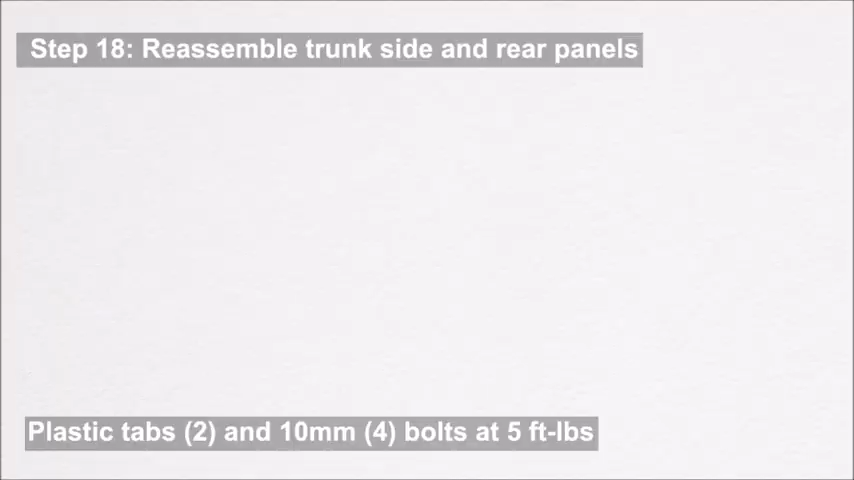 Step 18: Reassemble trunk side and rear panels
Plastic tabs (2) and 10mm (4) bolts at 5 ft-lbs